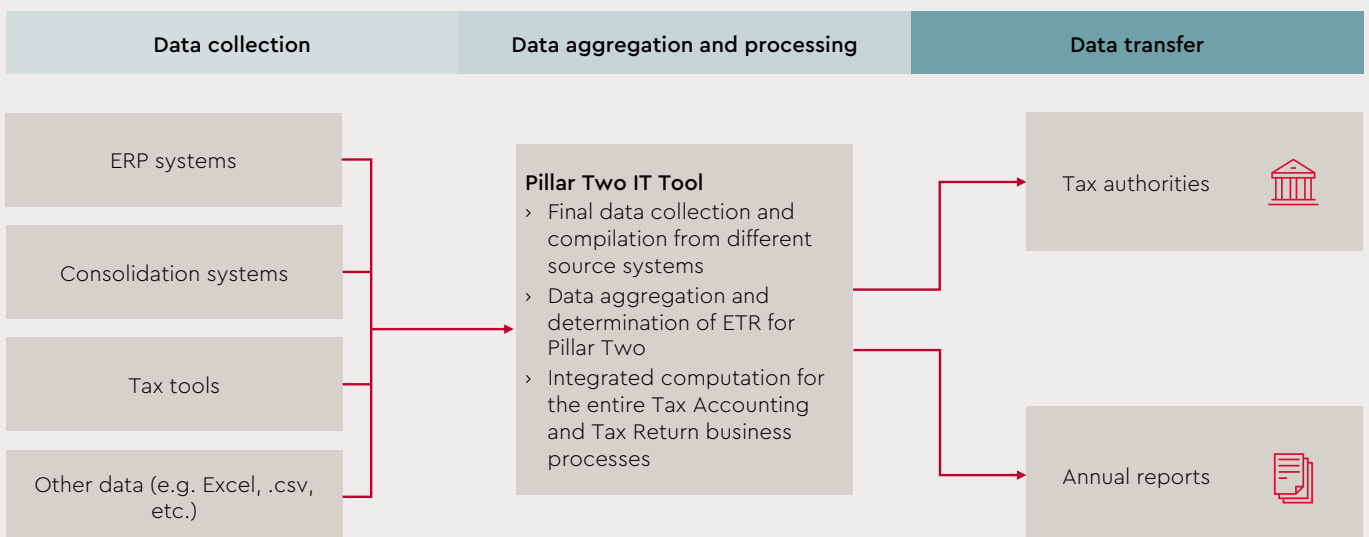 Data collection
Data aggregation and processing
Data transfer
ERP systems
Consolidation systems
Tax tools
Other data (e.g. Excel, .csv,
etc.)
Pillar Two IT Tool
› Final data collection and
compilation from different
source systems
› Data aggregation and
determination of ETR for
Pillar Two
› Integrated computation for
the entire Tax Accounting
and Tax Return business
processes
Tax authorities
Annual reports